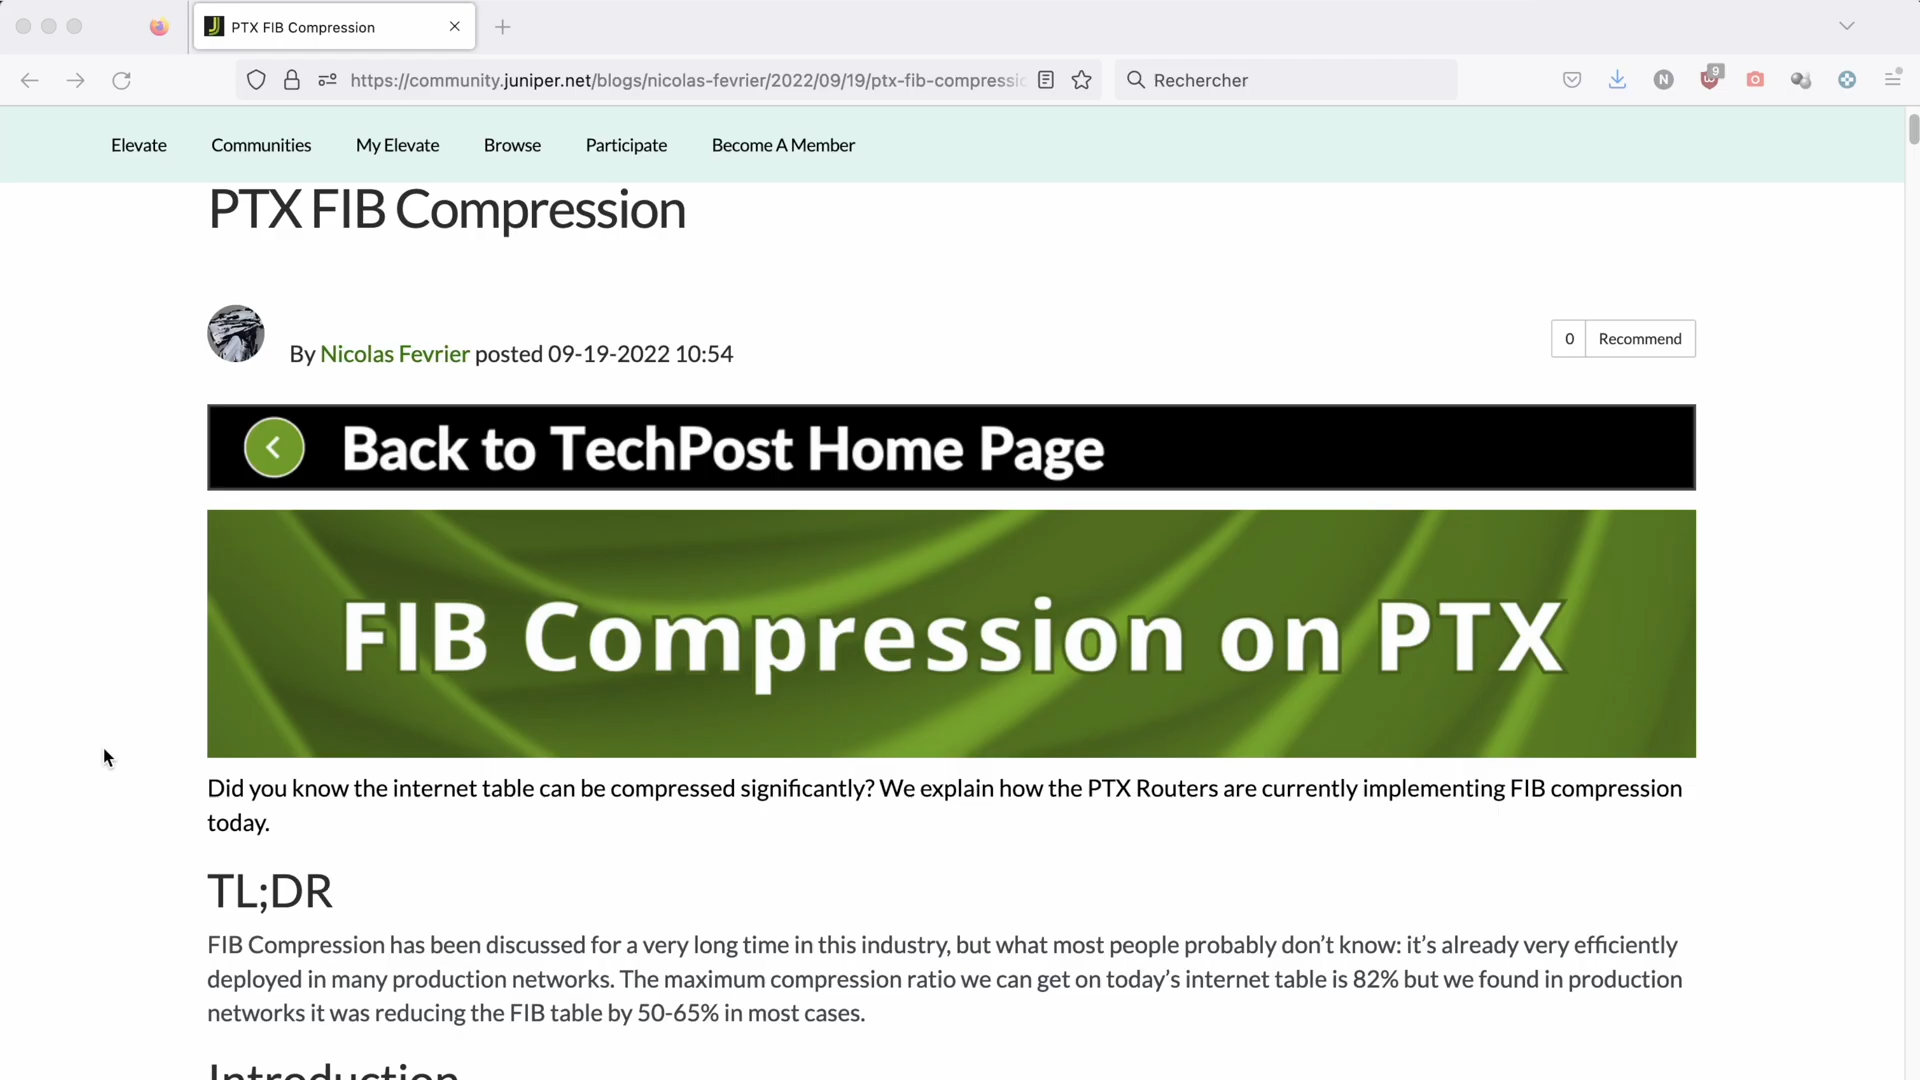 PTX FIB Compression
https://community.juniper.net/blogs/nicolas-fevrier/2022/09/19/ptx-fib-compressic
Rechercher
N
9
Elevate
Communities
My Elevate
Browse
Participate
Become A Member
PTX FIB Compression
By Nicolas Fevrier posted 09-19-2022 10:54
0 Recommend
Back to TechPost Home Page
FIB Compression on PTX
Did you know the internet table can be compressed significantly? We explain how the PTX Routers are currently implementing FIB compression
today.
TL;DR
FIB Compression has been discussed for a very long time in this industry, but what most people probably don’t know: it’s already very efficiently
deployed in many production networks. The maximum compression ratio we can get on today’s internet table is 82% but we found in production
networks it was reducing the FIB table by 50-65% in most cases.
Introduction